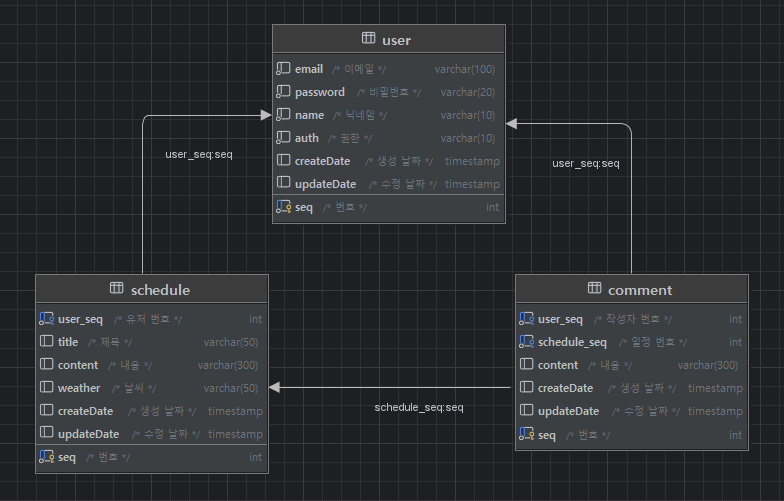 user
email /* 이메일 */ varchar(100)
password /* 비밀번호 */ varchar(20)
name /* 닉네임 */ varchar(10)
auth /* 권한 */ varchar(10)
createDate /* 생성 날짜 */ timestamp
updateDate /* 수정 날짜 */ timestamp
seq /* 번호 */ int
user_seq:seq
user_seq:seq
schedule
user_seq /* 유저 번호 */ int
title /* 제목 */ varchar(50)
content /* 내용 */ varchar(300)
weather /* 날씨 */ varchar(50)
createDate /* 생성 날짜 */ timestamp
updateDate /* 수정 날짜 */ timestamp
seq /* 번호 */ int
schedule_seq:seq
comment
user_seq /* 작성자 번호 */ int
schedule_seq /* 일정 번호 */ int
content /* 내용 */ varchar(300)
createDate /* 생성 날짜 */ timestamp
updateDate /* 수정 날짜 */ timestamp
seq /* 번호 */ int